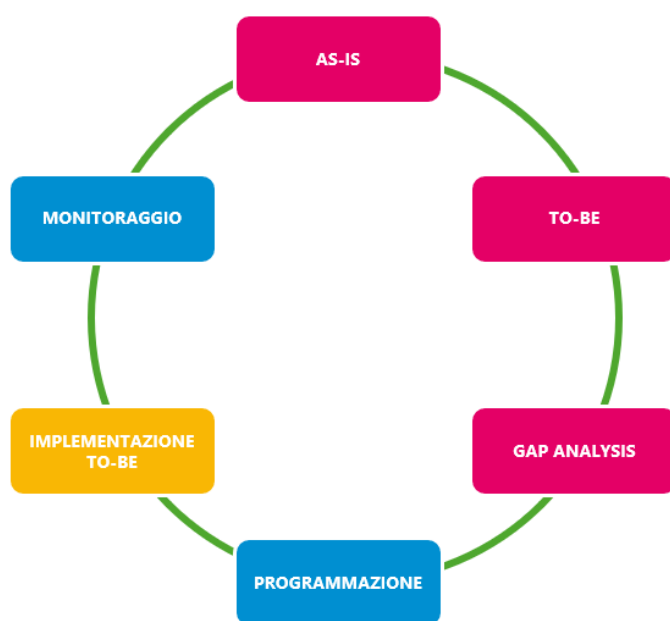 AS-IS
TO-BE
GAP ANALYSIS
PROGRAMMAZIONE
IMPLEMENTAZIONE
TO-BE
MONITORAGGIO